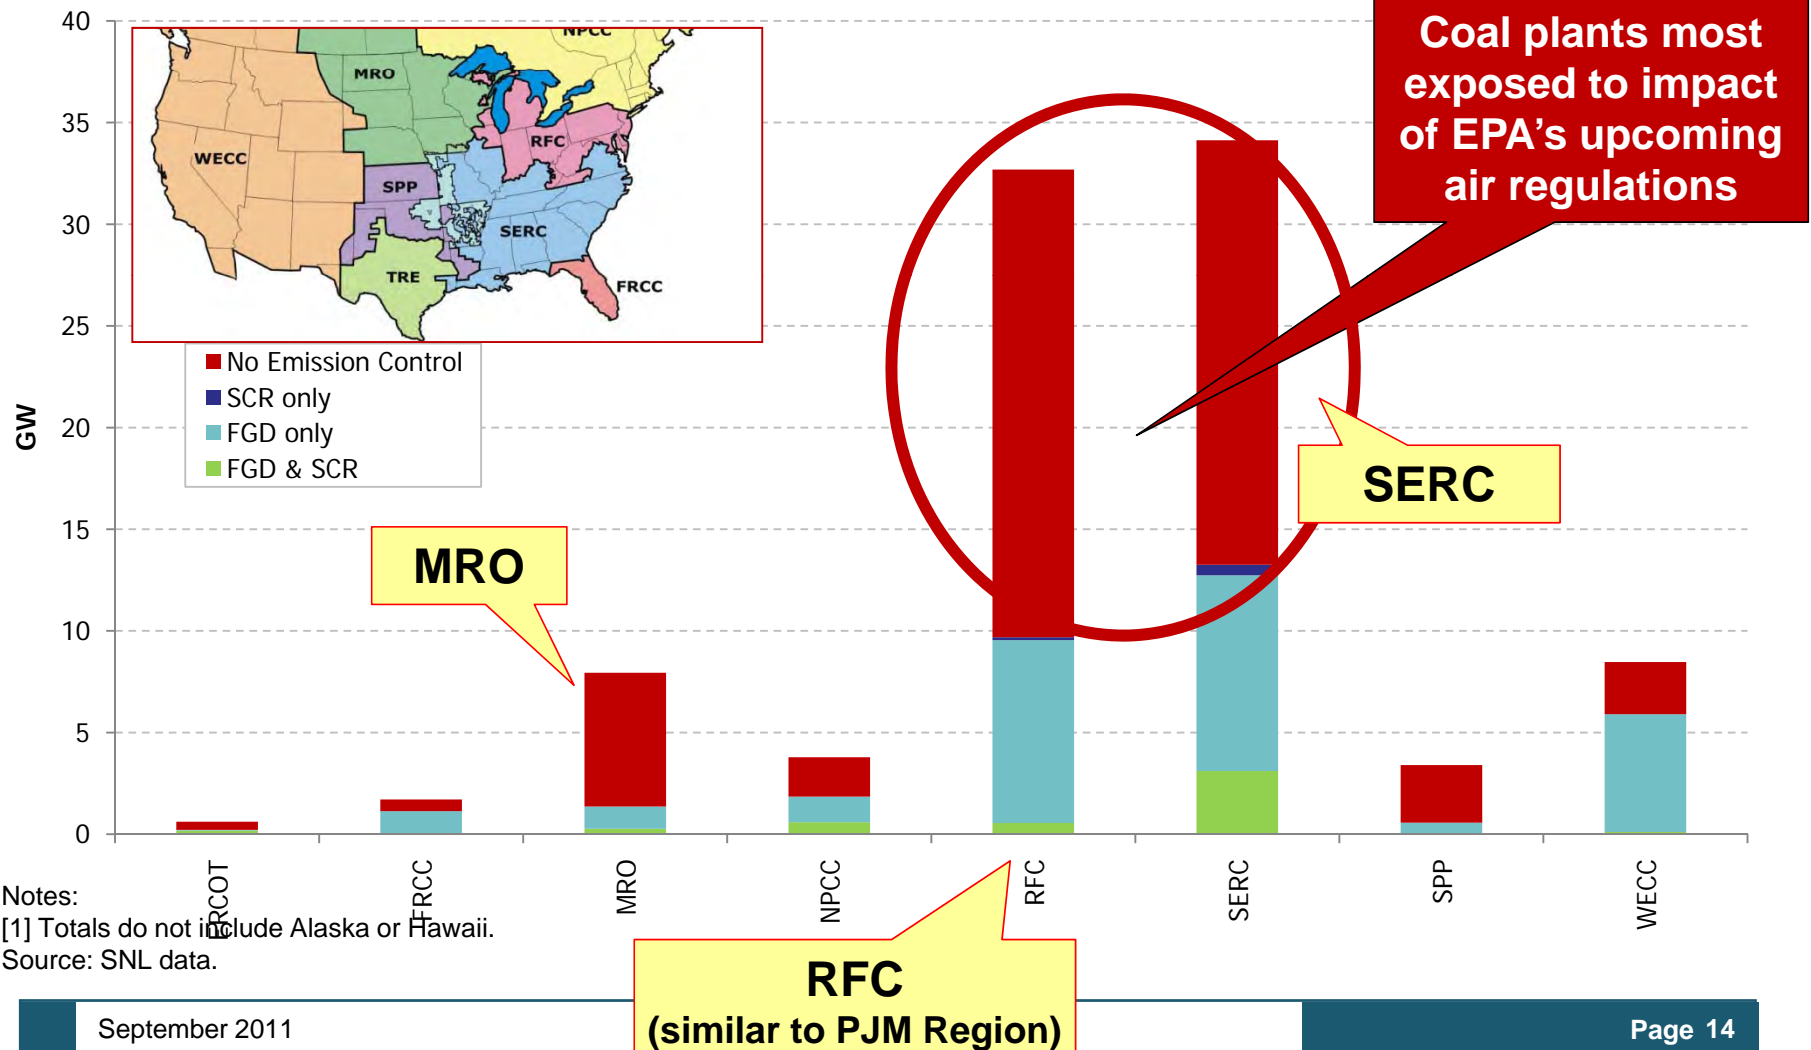 Coal plants most
exposed to impact
of EPA's upcoming
air regulations
40
35
30
25
20
15
10
5
0
GW
NPCC
MRO
RFC
WECC
SPP
SERC
TRE
FRCC
No Emission Control
SCR only
FGD only
FGD & SCR
MRO
SERC
ERCOT
FRCC
MRO
NPCC
RFC
SERC
SPP
WECC
Notes:
[1] Totals do not include Alaska or Hawaii.
Source: SNL data.
RFC
(similar to PJM Region)
September 2011
Page 14